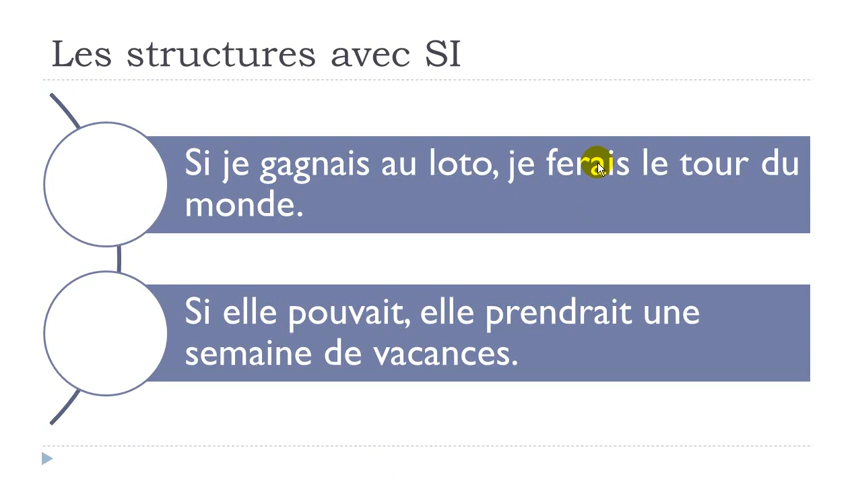 Les structures avec SI
Si je gagnais au loto, je ferais le tour du
monde.
Si elle pouvait, elle prendrait une
semaine de vacances.